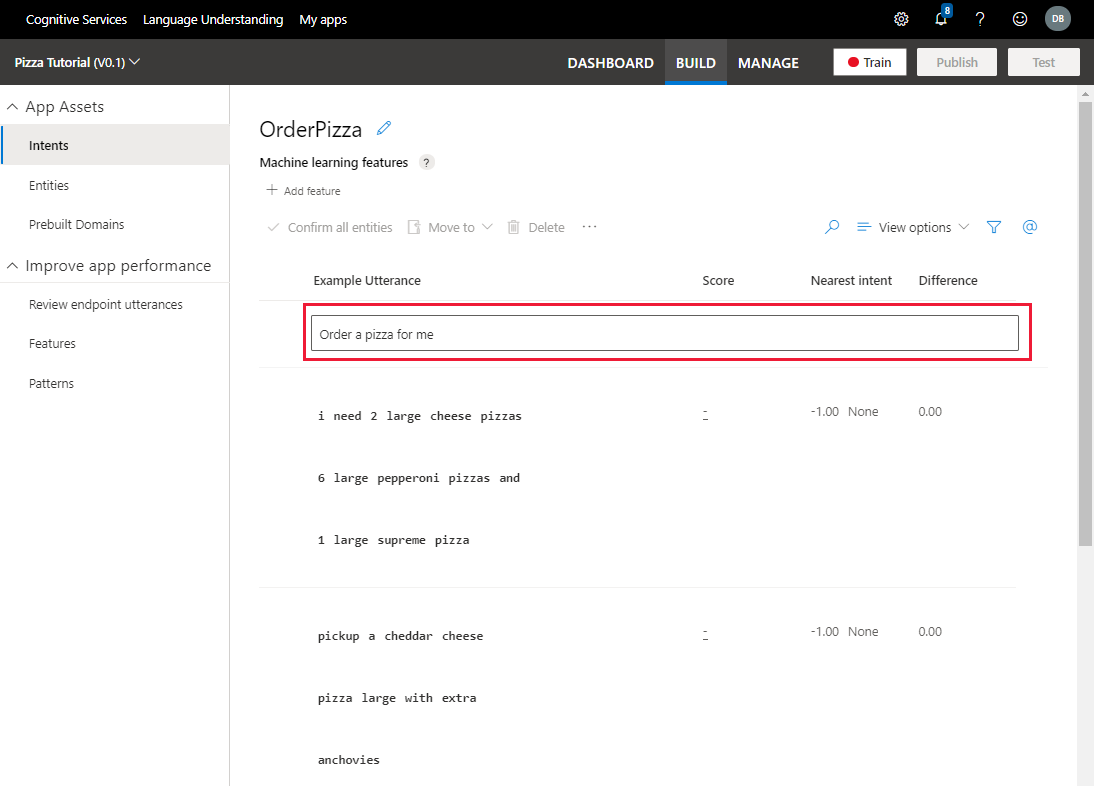 Cognitive Services Language Understanding My apps 8 ? DB
Pizza Tutorial (V0.1) DASHBOARD BUILD MANAGE Train Publish Test
App Assets
Intents
Entities
Prebuilt Domains
Improve app performance
Review endpoint utterances
Features
Patterns
OrderPizza
Machine learning features ?
+ Add feature
Confirm all entities Move to Delete ··· View options @
Example Utterance Score Nearest intent Difference
Order a pizza for me
i need 2 large cheese pizzas - -1.00 None 0.00
6 large pepperoni pizzas and
1 large supreme pizza
pickup a cheddar cheese - -1.00 None 0.00
pizza large with extra
anchovies